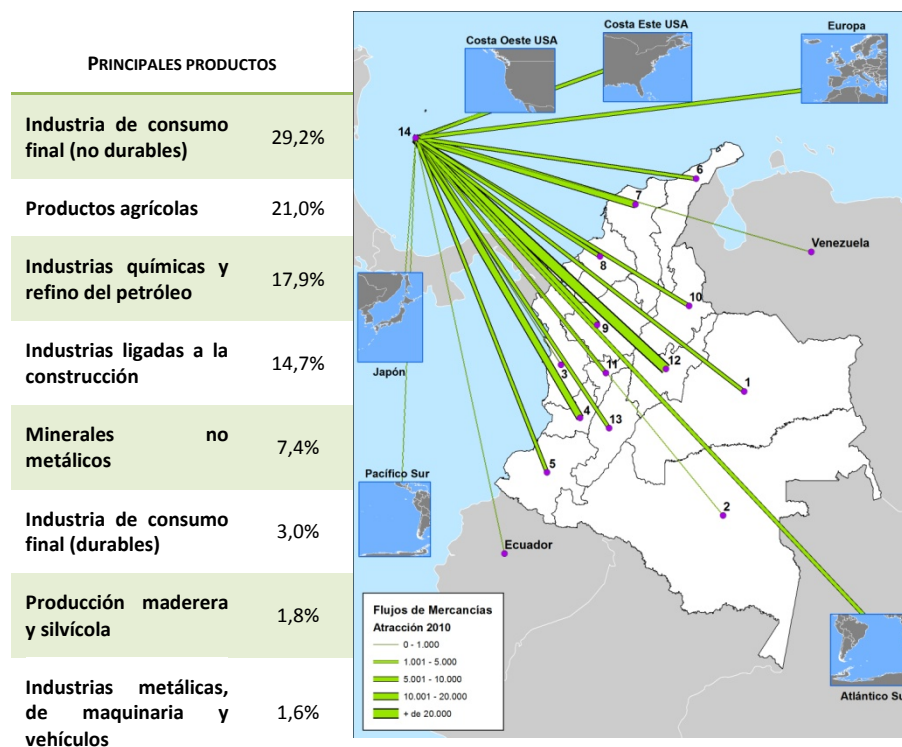 PRINCIPALES PRODUCTOS
Industria de consumo
final (no durables)
29,2%
Productos agrícolas
21,0%
Industrias químicas y
refino del petróleo
17,9%
Industrias ligadas a la
construcción
14,7%
Minerales no
metálicos
7,4%
Industria de consumo
final (durables)
3,0%
Producción maderera
y silvícola
1,8%
Industrias metálicas,
de maquinaria y
vehículos
1,6%
Costa Oeste USA
Costa Este USA
Europa
14
6
7
Venezuela
8
10
9
Japón
3
11
12
1
4
13
5
Pacífico Sur
2
Ecuador
Flujos de Mercancías
Atracción 2010
0 - 1.000
1.001 - 5.000
5.001 - 10.000
10.001 - 20.000
+ de 20.000
Atlántico Su